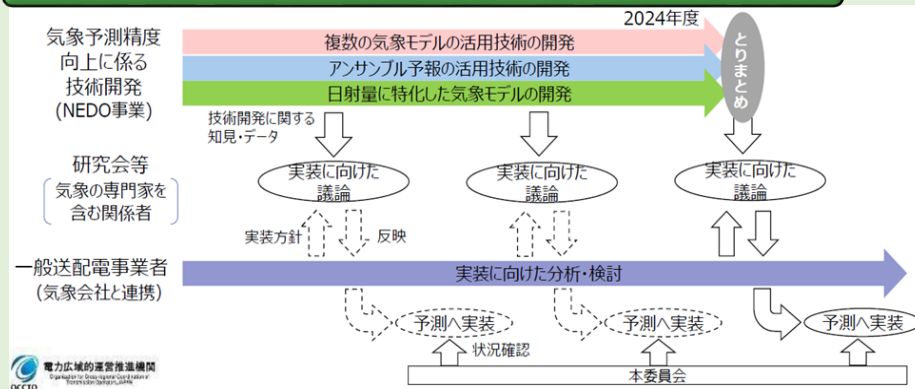 2024年度
気象予測精度
向上に係る
技術開発
(NEDO事業)
複数の気象モデルの活用技術の開発
アンサンブル予報の活用技術の開発
日射量に特化した気象モデルの開発
とりまとめ
技術開発に関する
知見・データ
研究会等
気象の専門家を
含む関係者
実装に向けた
議論
実装に向けた
議論
実装に向けた
議論
実装方針
反映
一般送配電事業者
(気象会社と連携)
実装に向けた分析・検討
予測へ実装
予測へ実装
予測へ実装
状況確認
本委員会
電力広域的運営推進機関
Organization for Cross-regional Coordination of
Transmission Operators, JAPAN
OCCTO